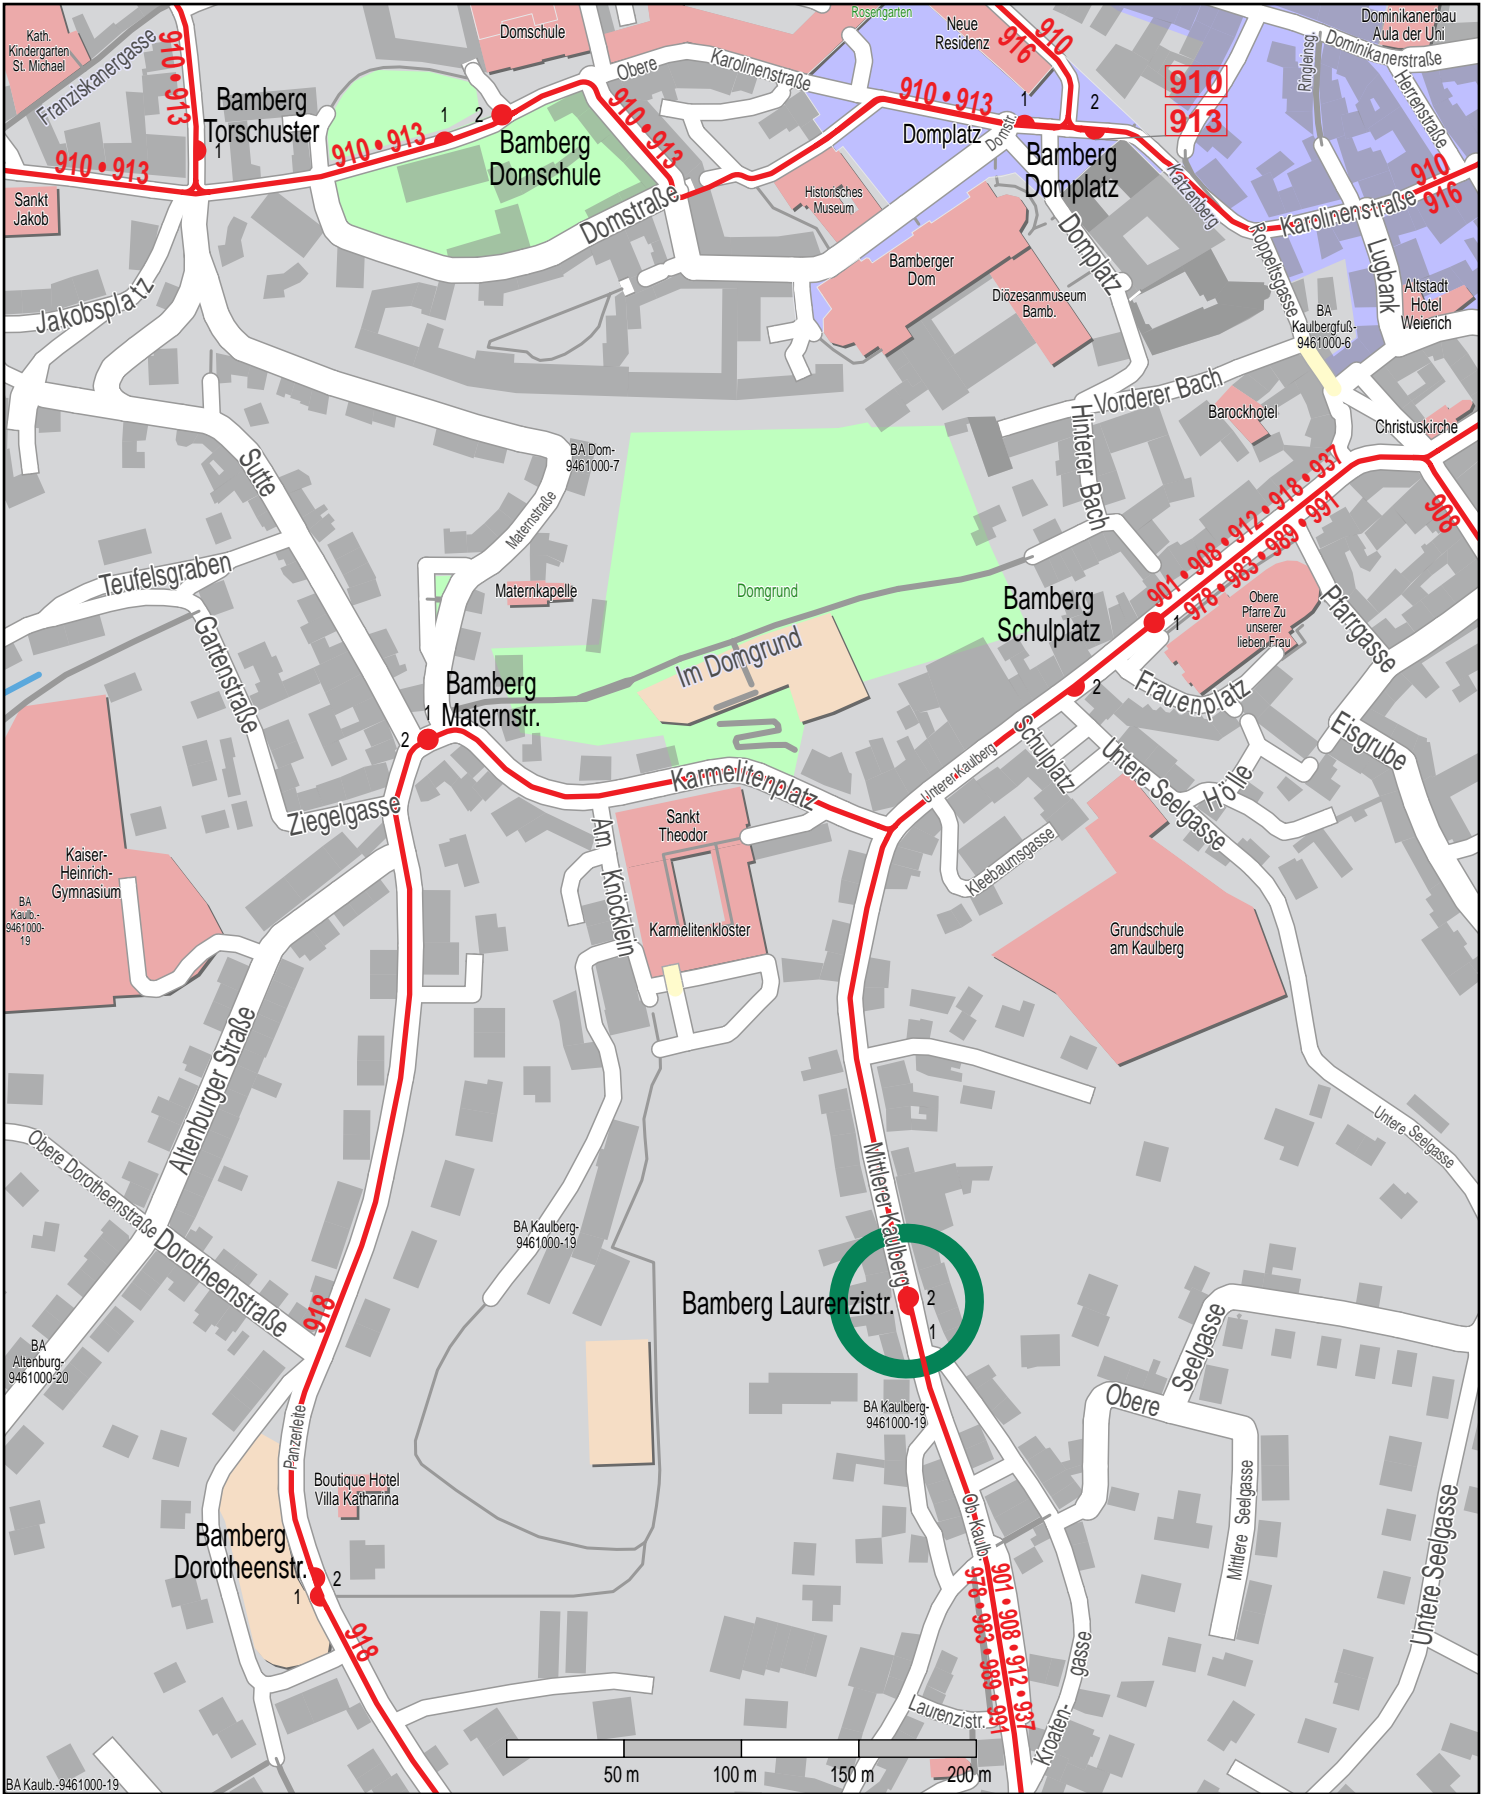 Kath.
Kindergarten
St. Michael
Franziskanergasse
910 • 913
Domschule
Obere
Karolinenstraße
Rosengarten
Neue
Residenz
910
916
910
913
Ringleinsg.
Dominikanerbau
Aula der Uni
Dominikanerstraße
Herrenstraße
Bamberg
Torschuster
1
910 • 913
910 • 913
1
2
Bamberg
Domschule
910 • 913
910 • 913
1
2
Domplatz
Domstr.
Bamberg
Domplatz
Katzenberg
Karolinenstraße
910
916
Sankt
Jakob
Domstraße
Historisches
Museum
Bamberger
Dom
Diözesanmuseum
Bamb.
Domplatz
Roppeltsgasse
Lugbank
Altstadt
Hotel
Weierich
BA
Kaulbergfuß-
9461000-6
Jakobsplatz
Vorderer Bach
Hinterer Bach
Barockhotel
Christuskirche
Sutte
BA Dom-
9461000-7
Maternstraße
Maternkapelle
Domgrund
Im Domgrund
901 • 908 • 912 • 918 • 937
978 • 983 • 989 • 991
908
Teufelsgraben
Gartenstraße
Bamberg
Schulplatz
1
2
Obere
Pfarre Zu
unserer
lieben Frau
Pfarrgasse
Frauenplatz
Eisgrube
Bamberg
Maternstr.
1
2
Schulplatz
Unterer Kaulberg
Untere Seelgasse
Hölle
Karmelitenplatz
Ziegelgasse
Am Knöcklein
Sankt
Theodor
Karmelitenkloster
Kleebaumsgasse
Grundschule
am Kaulberg
Kaiser-
Heinrich-
Gymnasium
BA
Kaulb.-
9461000-
19
Altenburger Straße
Untere Seelgasse
Obere Dorotheenstraße
Dorotheenstraße
BA Kaulberg-
9461000-19
Mittlerer Kaulberg
Bamberg Laurenzistr.
2
1
918
BA
Altenburg-
9461000-20
BA Kaulberg-
9461000-19
Obere
Seelgasse
Mittlere Seelgasse
Untere Seelgasse
Panzerleite
Boutique Hotel
Villa Katharina
Bamberg
Dorotheenstr.
2
1
918
Ob. Kaulb.
901 • 908 • 912 • 937
978 • 983 • 989 • 991
Laurenzistr.
Kroaten-
gasse
BA Kaulb.-9461000-19
50 m
100 m
150 m
200 m